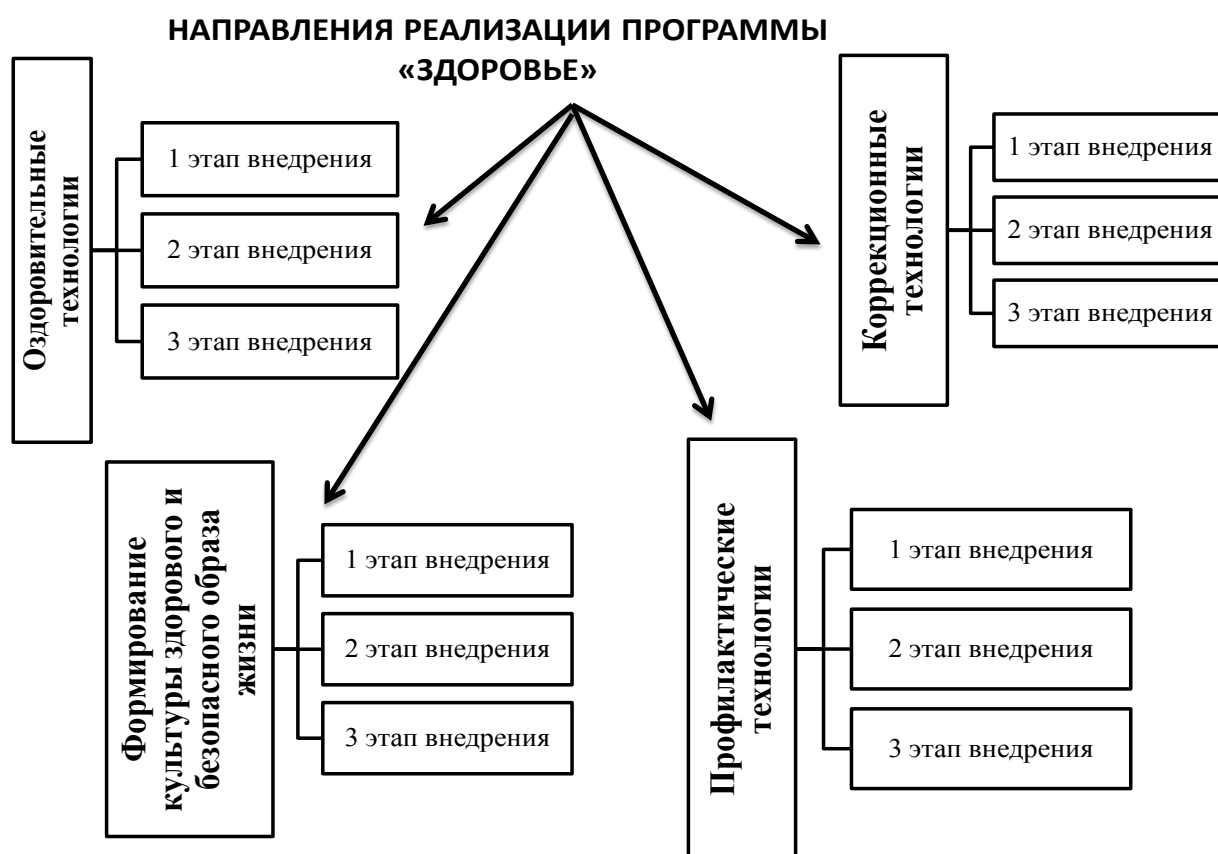 НАПРАВЛЕНИЯ РЕАЛИЗАЦИИ ПРОГРАММЫ
«ЗДОРОВЬЕ»
Оздоровительные
технологии
1 этап внедрения
2 этап внедрения
3 этап внедрения
Коррекционные
технологии
1 этап внедрения
2 этап внедрения
3 этап внедрения
Формирование
культуры здорового и
безопасного образа
жизни
1 этап внедрения
2 этап внедрения
3 этап внедрения
Профилактические
технологии
1 этап внедрения
2 этап внедрения
3 этап внедрения